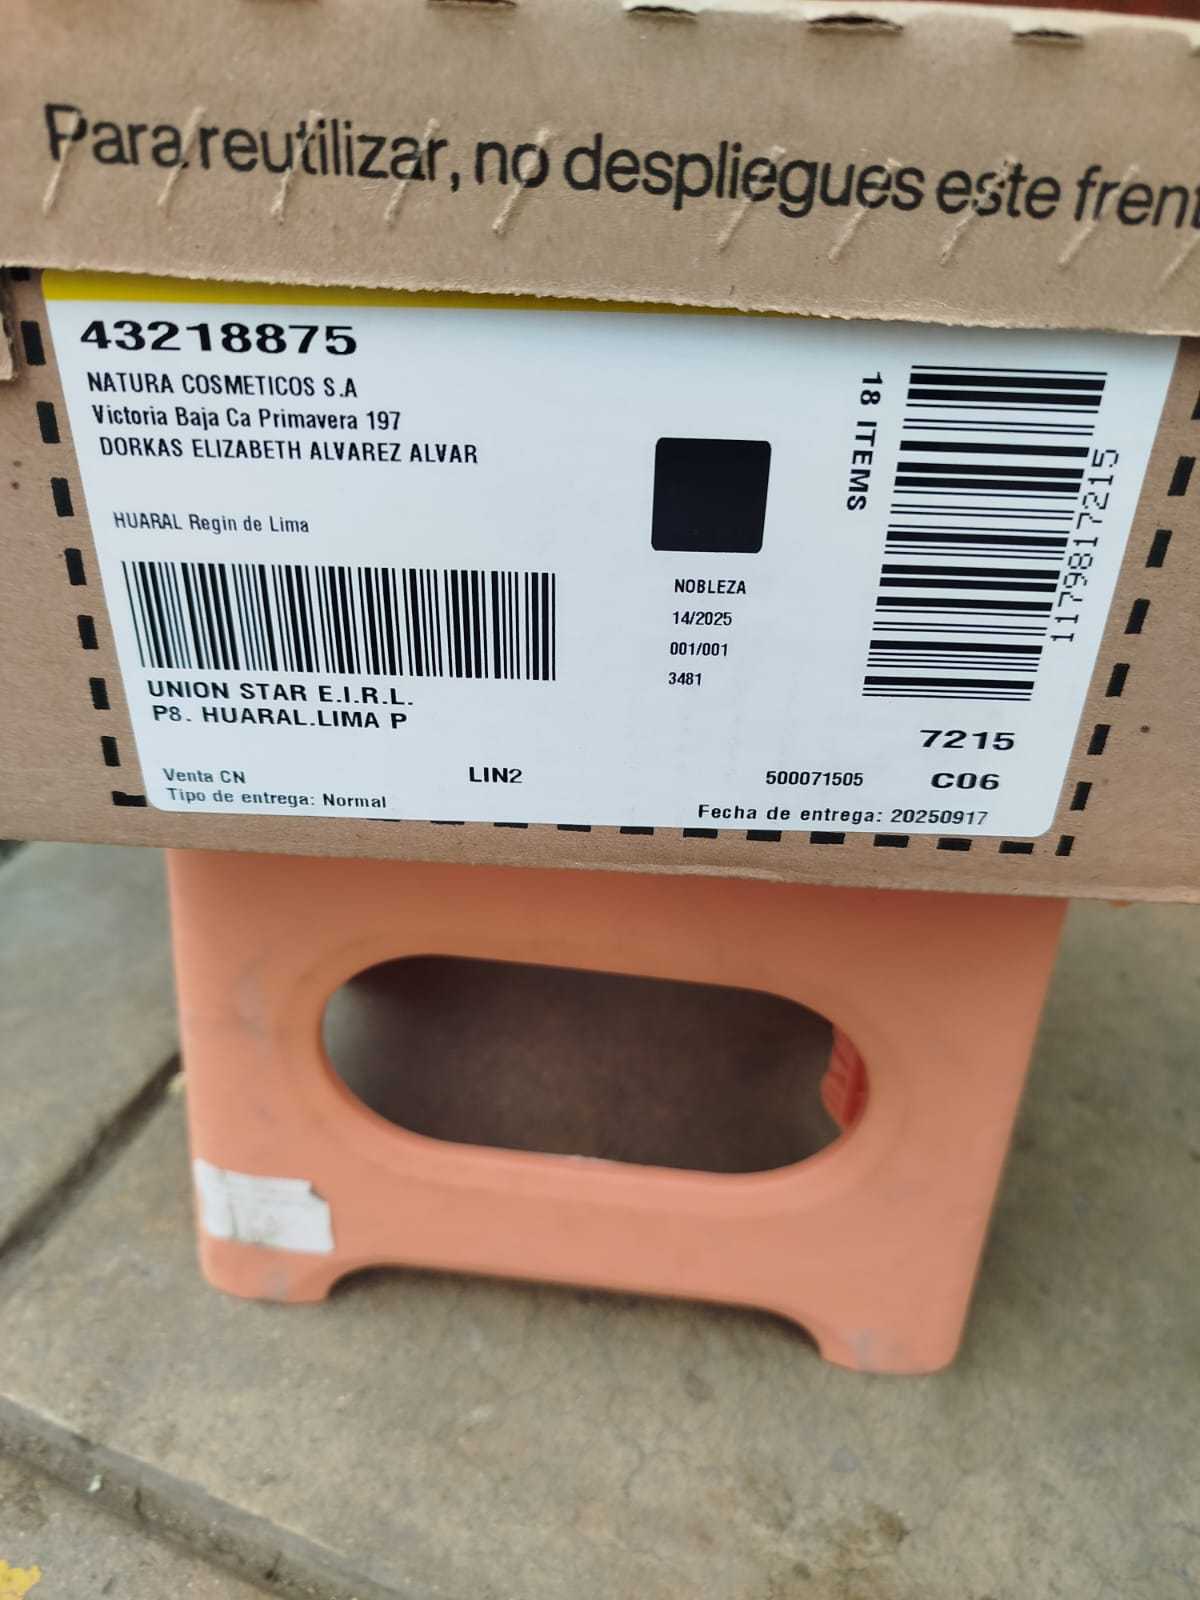 Para reutilizar, no despliegues este frent
43218875
NATURA COSMETICOS S.A
Victoria Baja Ca Primavera 197
DORKAS ELIZABETH ALVAREZ ALVAR
HUARAL Regin de Lima
UNION STAR E.I.R.L.
P8. HUARAL.LIMA P
Venta CN
LIN2
Tipo de entrega: Normal
NOBLEZA
14/2025
001/001
3481
18 ITEMS
1179817215
7215
500071505
C06
Fecha de entrega: 20250917